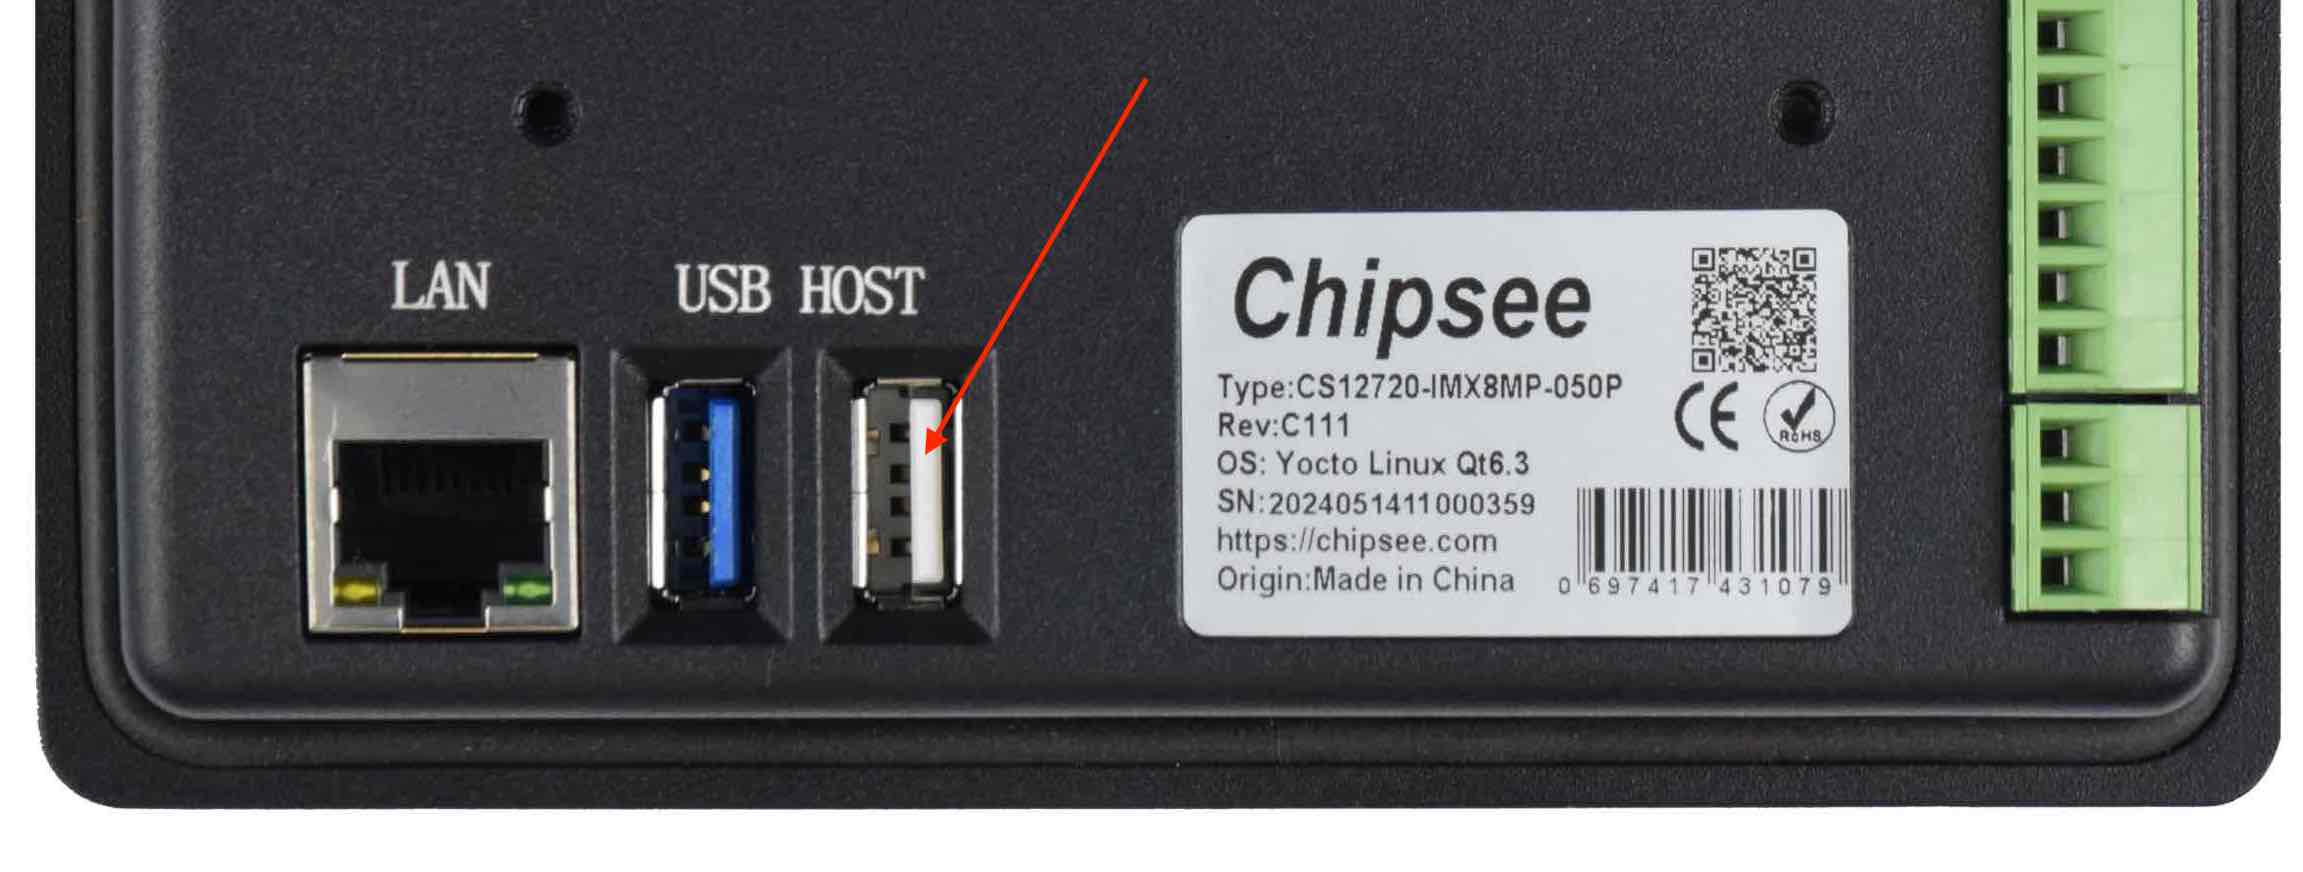 LAN
USB HOST
Chipsee
Type:CS12720-IMX8MP-050P
Rev:C111
CE
RoHS
OS: Yocto Linux Qt6.3
SN:2024051411000359
https://chipsee.com
Origin:Made in China
0 697417 431079